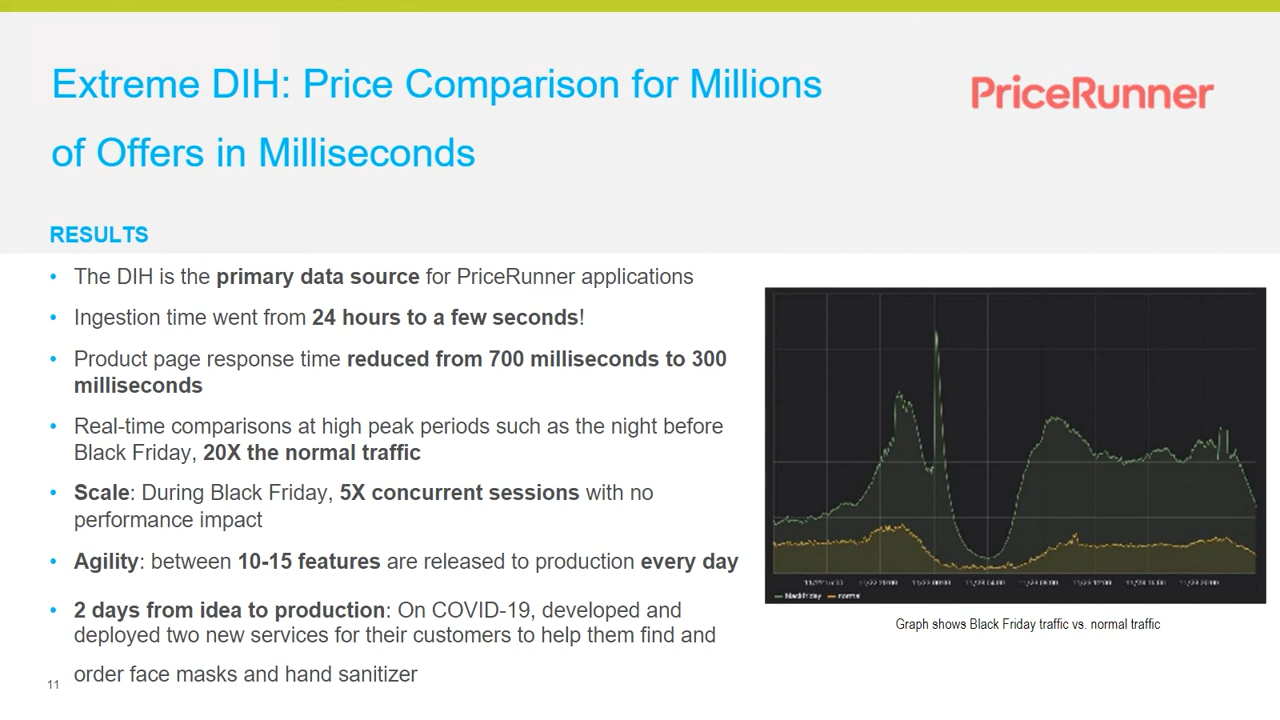 Extreme DIH: Price Comparison for Millions
of Offers in Milliseconds
PriceRunner
RESULTS
• The DIH is the primary data source for PriceRunner applications
• Ingestion time went from 24 hours to a few seconds!
• Product page response time reduced from 700 milliseconds to 300
milliseconds
• Real-time comparisons at high peak periods such as the night before
Black Friday, 20X the normal traffic
• Scale: During Black Friday, 5X concurrent sessions with no
performance impact
• Agility: between 10-15 features are released to production every day
• 2 days from idea to production: On COVID-19, developed and
deployed two new services for their customers to help them find and
order face masks and hand sanitizer
blackfriday normal
Graph shows Black Friday traffic vs. normal traffic
11